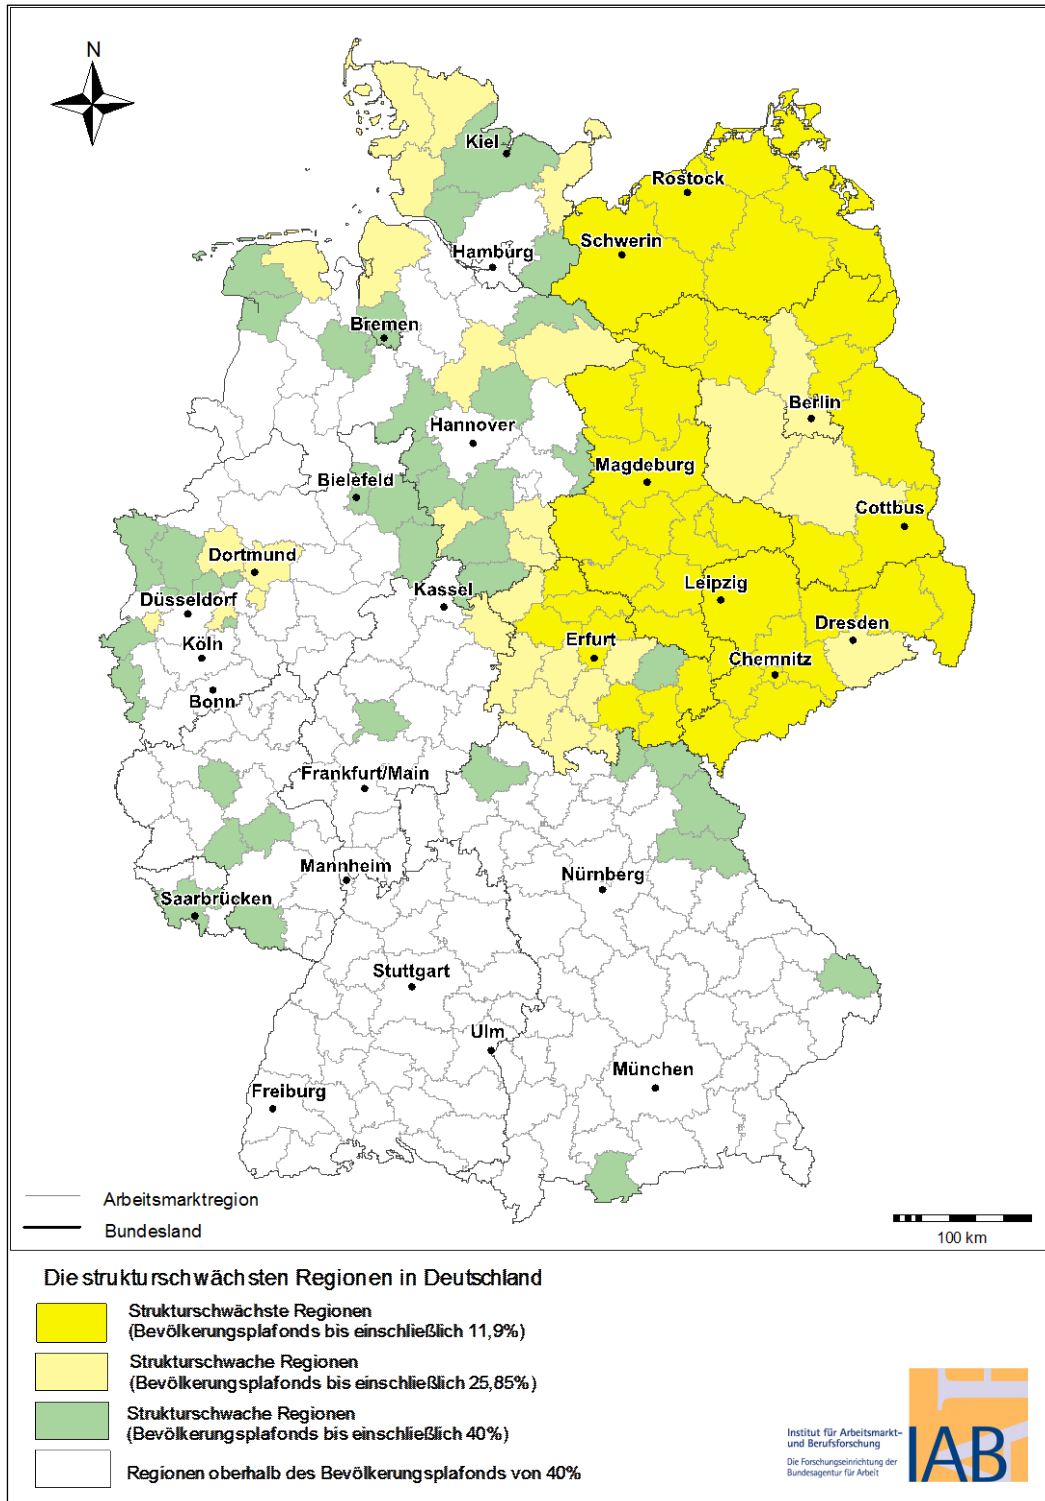 N
Kiel
Rostock
Schwerin
Hamburg
Bremen
Berlin
Hannover
Magdeburg
Bielefeld
Cottbus
Dortmund
Leipzig
Kassel
Düsseldorf
Dresden
Erfurt
Köln
Chemnitz
Bonn
Frankfurt/Main
Mannheim
Nürnberg
Saarbrücken
Stuttgart
Ulm
München
Freiburg
Arbeitsmarktregion
Bundesland
100 km
Die strukturschwächsten Regionen in Deutschland
Strukturschwächste Regionen
(Bevölkerungsplafonds bis einschließlich 11,9%)
Strukturschwache Regionen
(Bevölkerungsplafonds bis einschließlich 25,85%)
Strukturschwache Regionen
(Bevölkerungsplafonds bis einschließlich 40%)
Regionen oberhalb des Bevölkerungsplafonds von 40%
Institut für Arbeitsmarkt-
und Berufsforschung
Die Forschungseinrichtung der
Bundesagentur für Arbeit
IAB